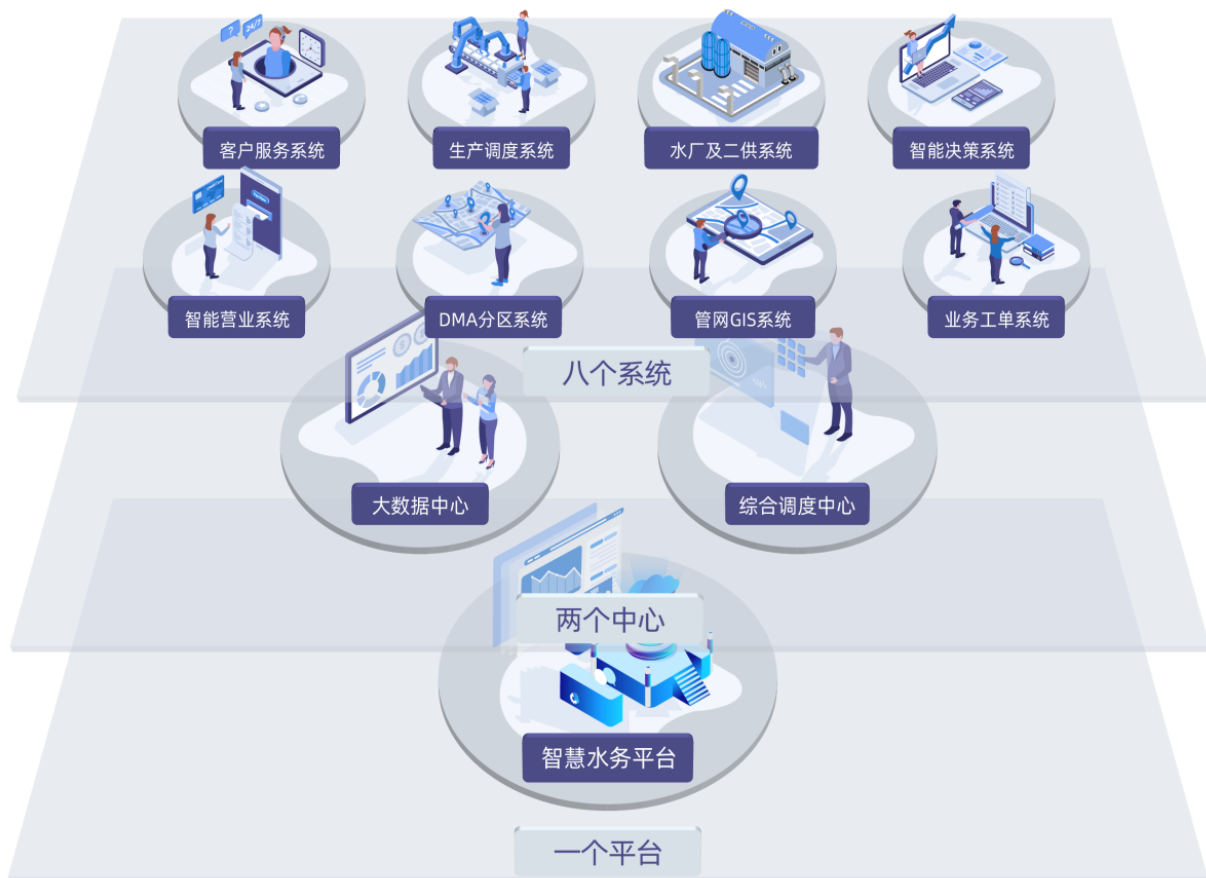 24/7
客户服务系统
生产调度系统
水厂及二供系统
智能决策系统
智能营业系统
DMA分区系统
管网GIS系统
业务工单系统
八个系统
大数据中心
综合调度中心
两个中心
智慧水务平台
一个平台